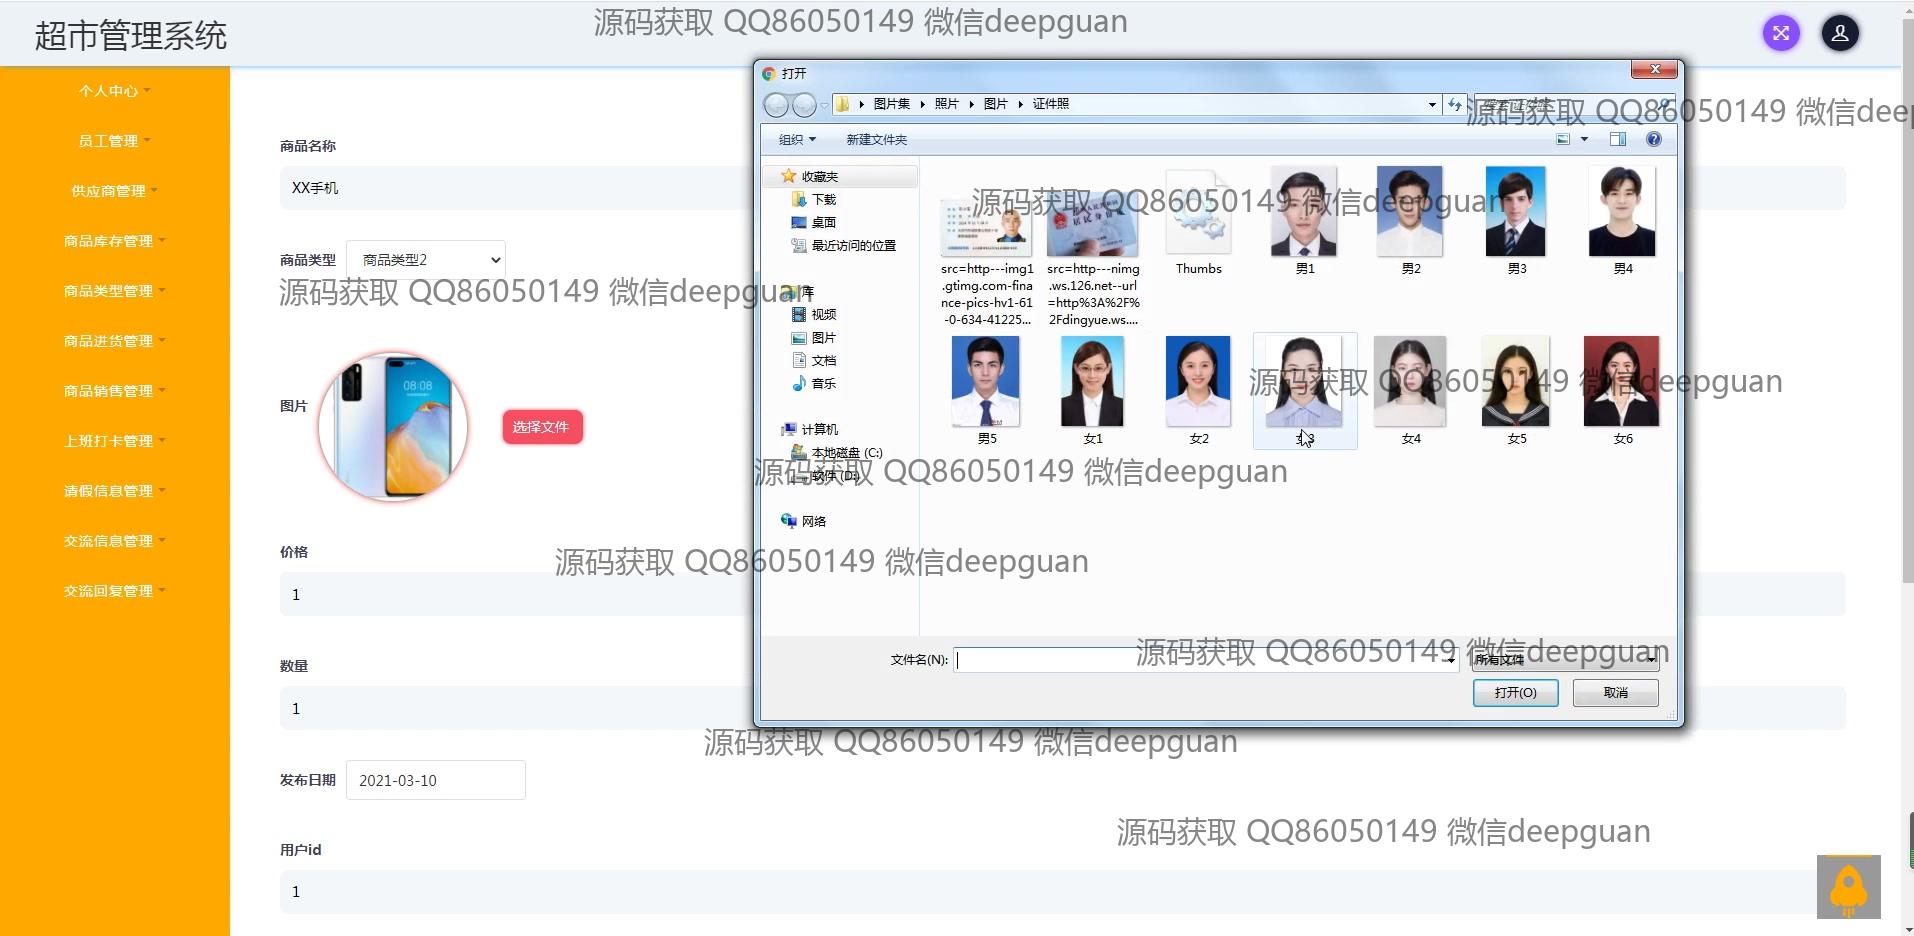 源码获取 QQ86050149 微信deepguan
超市管理系统
打开
图片集 照片 图片 证件照
源码获取 QQ86050149 微信deep
组织 新建文件夹
个人中心
员工管理
供应商管理
商品库存管理
商品类型管理
商品进货管理
商品销售管理
上班打卡管理
请假信息管理
交流信息管理
交流回复管理
商品名称
XX手机
商品类型 商品类型2
源码获取 QQ86050149 微信deepguan
图片
08:08
选择文件
价格
1
数量
1
发布日期 2021-03-10
用户id
1
收藏夹
下载
桌面
最近访问的位置
库
视频
图片
文档
音乐
计算机
本地磁盘 (C:)
软件 (D:)
网络
源码获取 QQ86050149 微信deepguan
src=http---img1
.gtimg.com-fina
nce-pics-hv1-61
-0-634-41225...
src=http---nimg
.ws.126.net--url
=http%3A%2F%
2Fdingyue.ws....
Thumbs
男1
男2
男3
男4
男5
女1
女2
女3
女4
女5
女6
源码获取 QQ86050149 微信deepguan
源码获取 QQ86050149 微信deepguan
源码获取 QQ86050149 微信deepguan
源码获取 QQ86050149 微信deepguan
文件名(N):
所有文件
打开(O) 取消
源码获取 QQ86050149 微信deepguan
源码获取 QQ86050149 微信deepguan